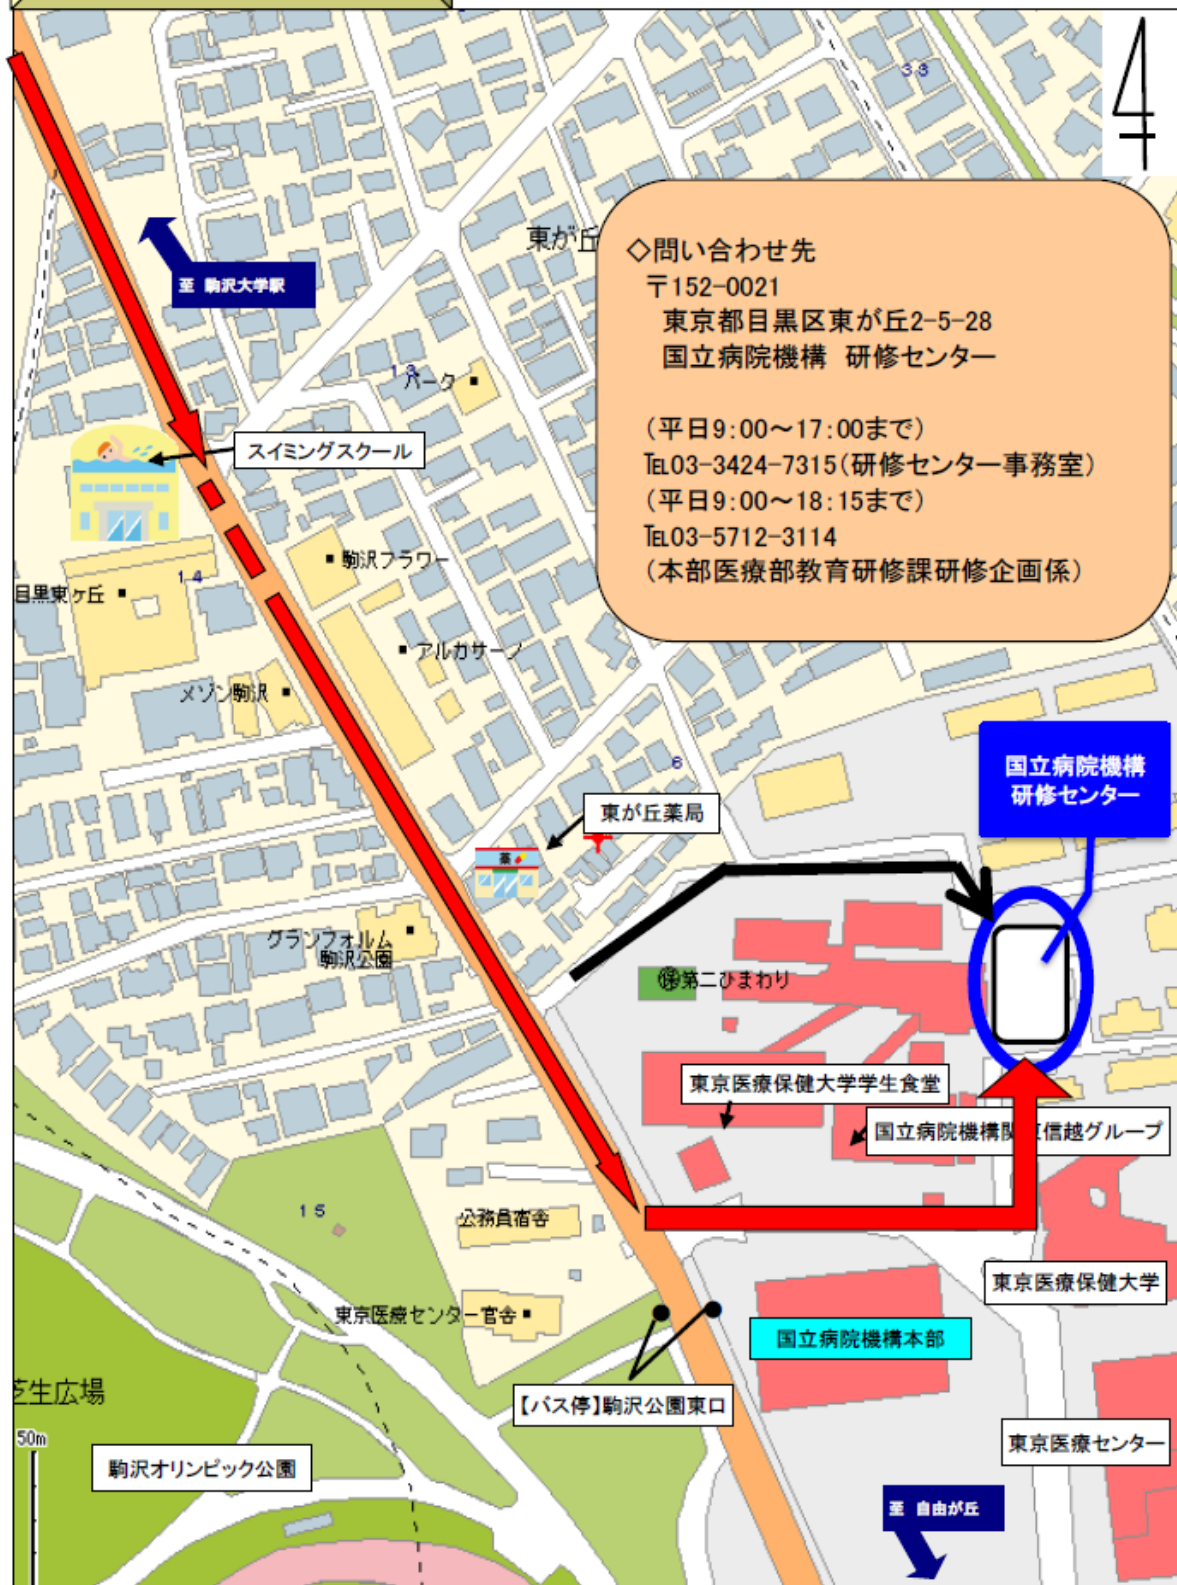 33
東が丘
◇問い合わせ先
〒152-0021
東京都目黒区東が丘2-5-28
国立病院機構 研修センター
(平日9:00～17:00まで)
℡03-3424-7315(研修センター事務室)
(平日9:00～18:15まで)
℡03-5712-3114
(本部医療部教育研修課研修企画係)
至 駒沢大学駅
13
パーク
スイミングスクール
駒沢フラワー
14
目黒東ヶ丘
アルカサーノ
メゾン駒沢
6
国立病院機構
研修センター
東が丘薬局
薬
グランフォルム
駒沢公園
保第二ひまわり
東京医療保健大学学生食堂
国立病院機構関東信越グループ
15
公務員宿舎
東京医療保健大学
東京医療センター官舎
国立病院機構本部
芝生広場
【バス停】駒沢公園東口
50m
東京医療センター
駒沢オリンピック公園
至 自由が丘